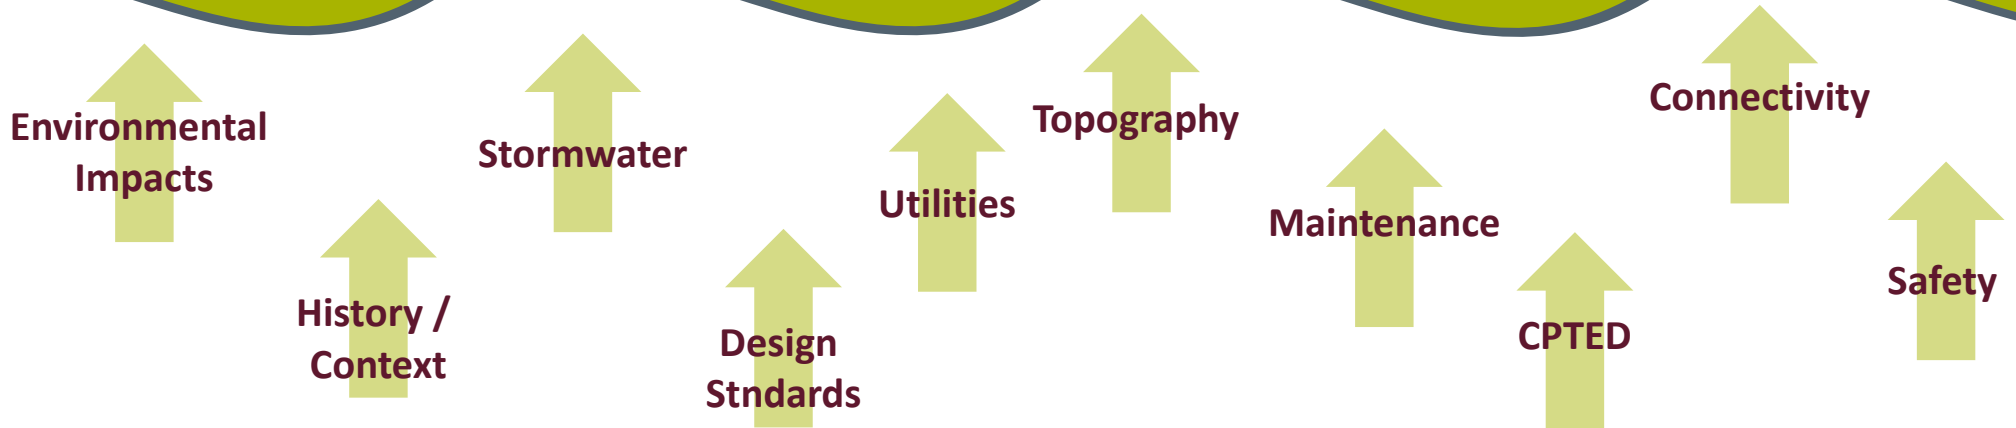 Environmental
Impacts
History /
Context
Stormwater
Design
Stndards
Utilities
Topography
Maintenance
CPTED
Connectivity
Safety